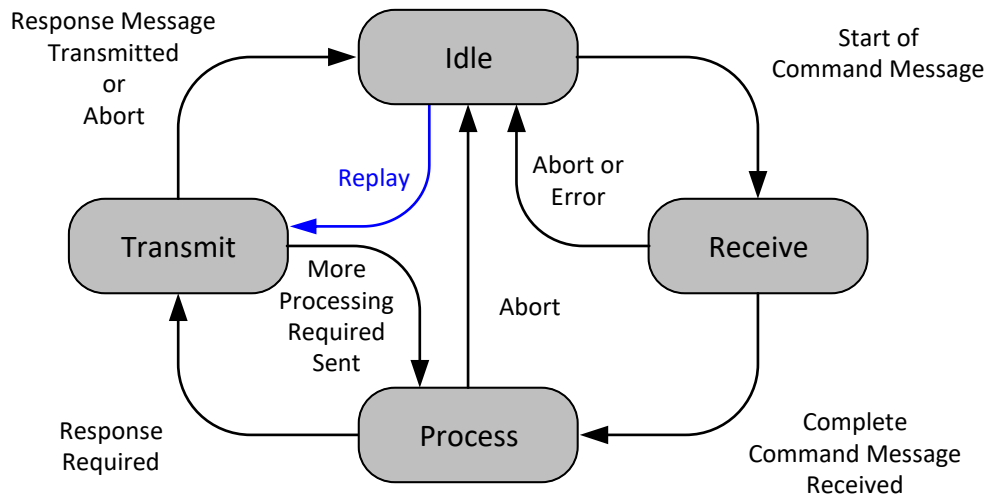 Response Message
Transmitted
or
Abort
Idle
Start of
Command Message
Replay
Abort or
Error
Transmit
Receive
More
Processing
Required
Sent
Abort
Response
Required
Process
Complete
Command Message
Received